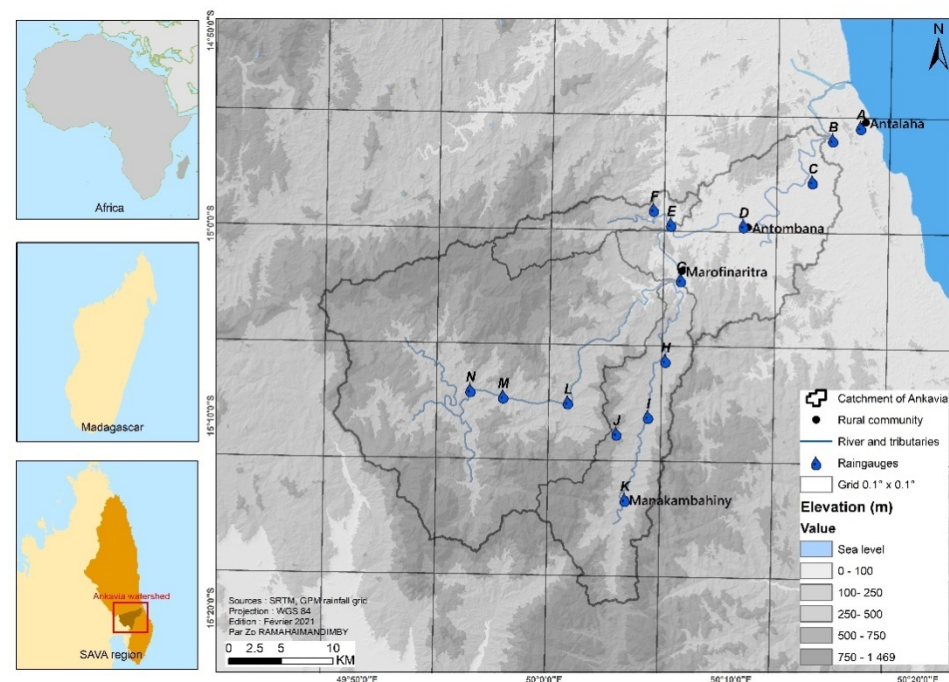 Africa
Madagascar
Ankavia watershed
SAVA region
14°50'0"S
15°0'0"S
15°10'0"S
15°20'0"S
N
A
Antalaha
B
C
F
E
D
Antombana
G
Marofinaritra
H
N
M
L
I
J
K
Manakambahiny
Catchment of Ankavia
Rural community
River and tributaries
Raingauges
Grid 0.1° x 0.1°
Elevation (m)
Value
Sea level
0 - 100
100 - 250
250- 500
500 - 750
750 - 1 469
Sources : SRTM, GPM rainfall grid
Projection : WGS 84
Edition : Février 2021
Par Zo RAMAHAIMANDIMBY
0 2.5 5 10
KM
49°50'0"E
50°0'0"E
50°10'0"E
50°20'0"E